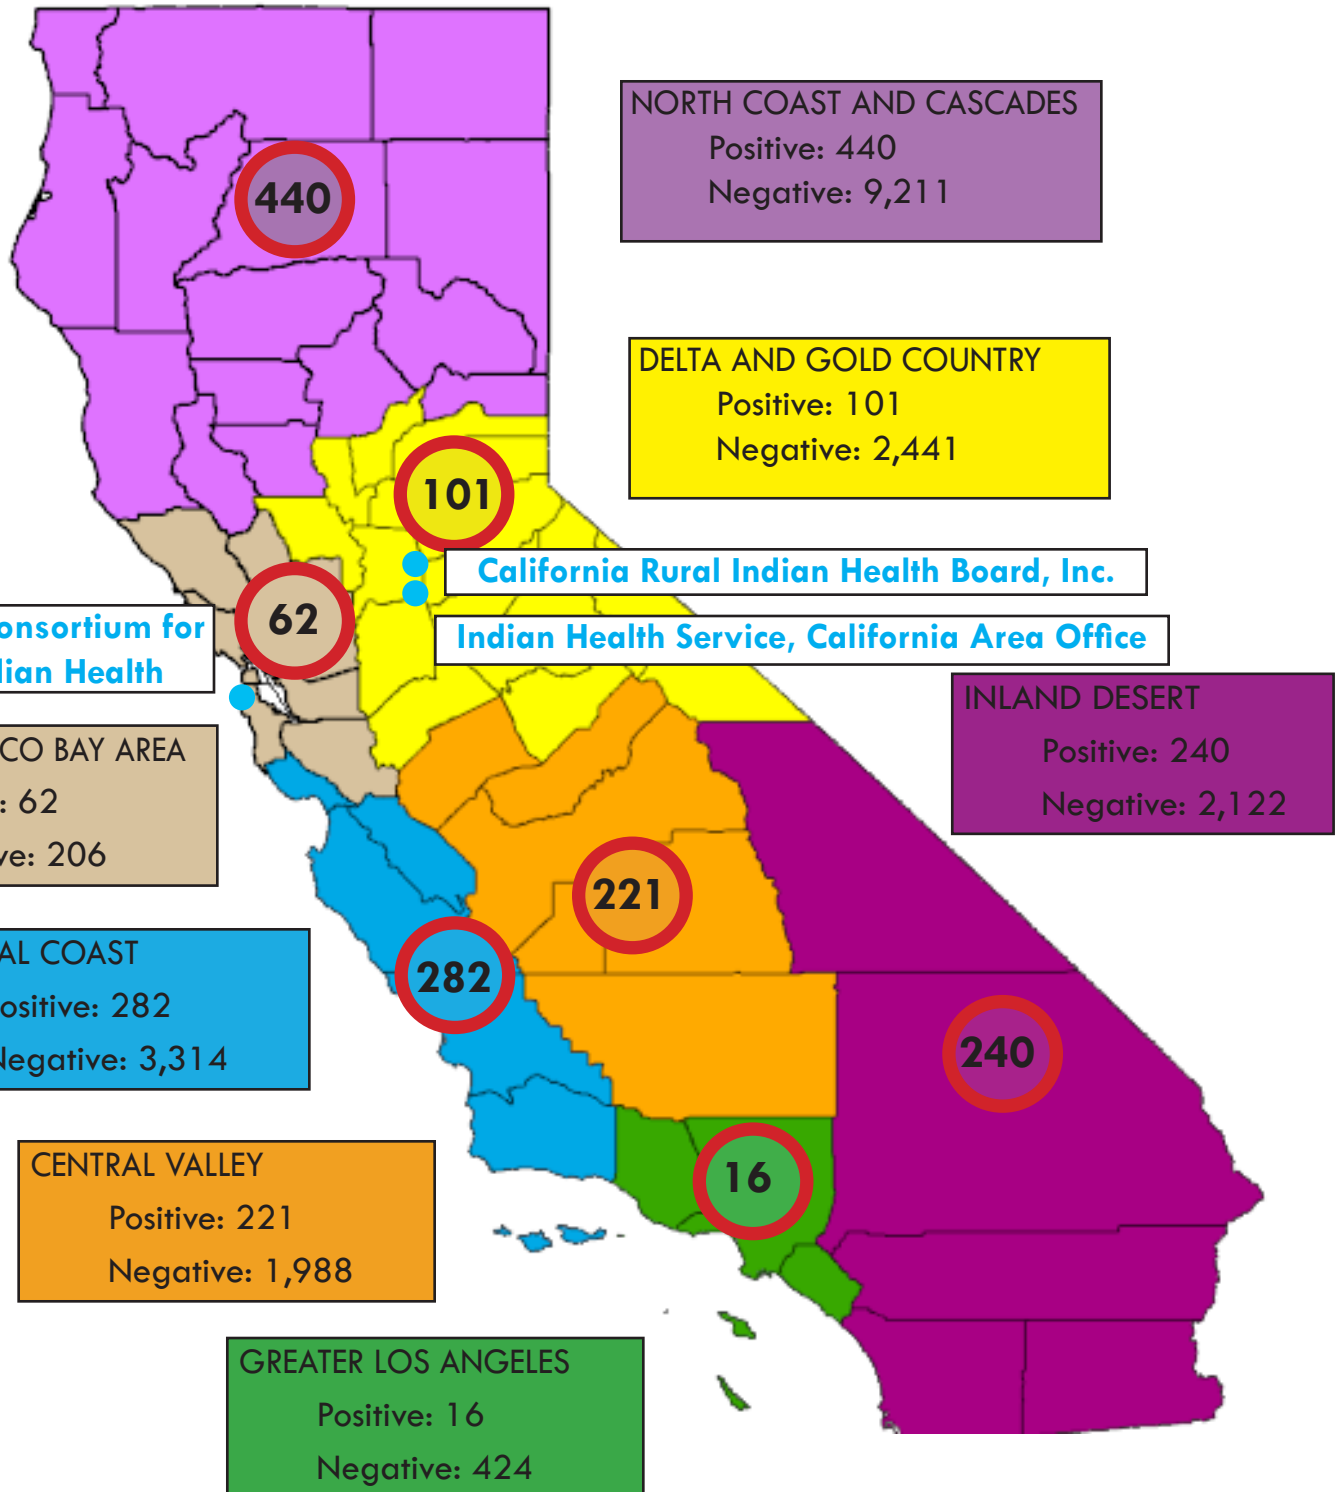 NORTH COAST AND CASCADES
Positive: 440
Negative: 9,211
440
DELTA AND GOLD COUNTRY
Positive: 101
Negative: 2,441
101
California Rural Indian Health Board, Inc.
onsortium for
dian Health
62
Indian Health Service, California Area Office
CO BAY AREA
: 62
ve: 206
INLAND DESERT
Positive: 240
Negative: 2,122
221
AL COAST
ositive: 282
Negative: 3,314
282
240
CENTRAL VALLEY
Positive: 221
Negative: 1,988
16
GREATER LOS ANGELES
Positive: 16
Negative: 424